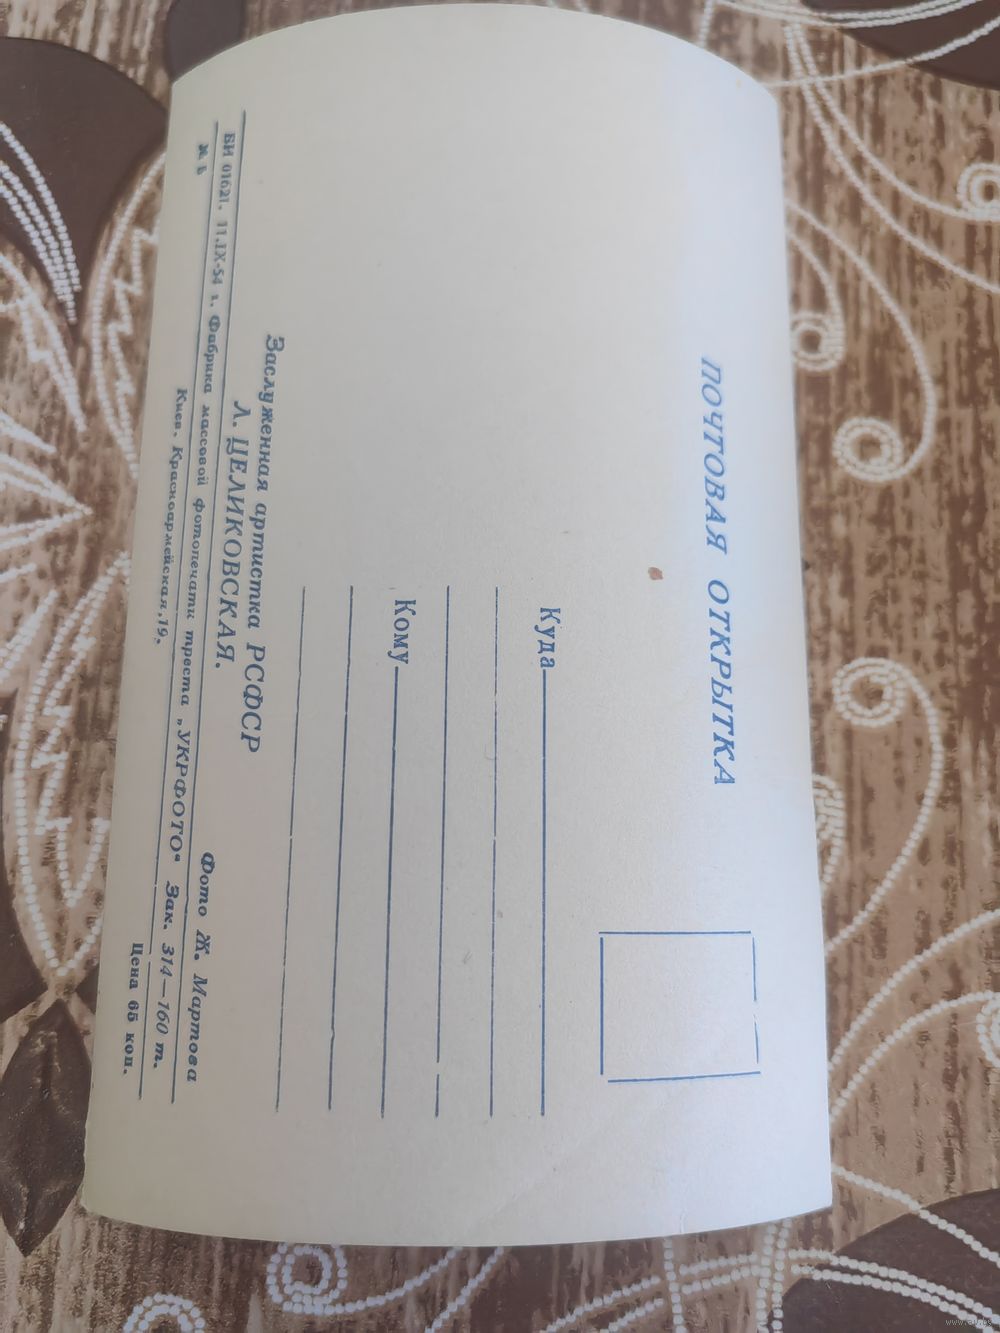 ПОЧТОВАЯ ОТКРЫТКА
Куда
Кому
Заслуженная артистка РСФСР
Л. ЦЕЛИКОВСКАЯ.
Фото Ж. Мартова
БИ 01621. 11.IX-54 г. Фабрика массовой фотопечати треста „УКРФОТО“ Зак. 314—160 т.
Ж Б
Киев, Красноармейская, 19.
Цена 65 коп.